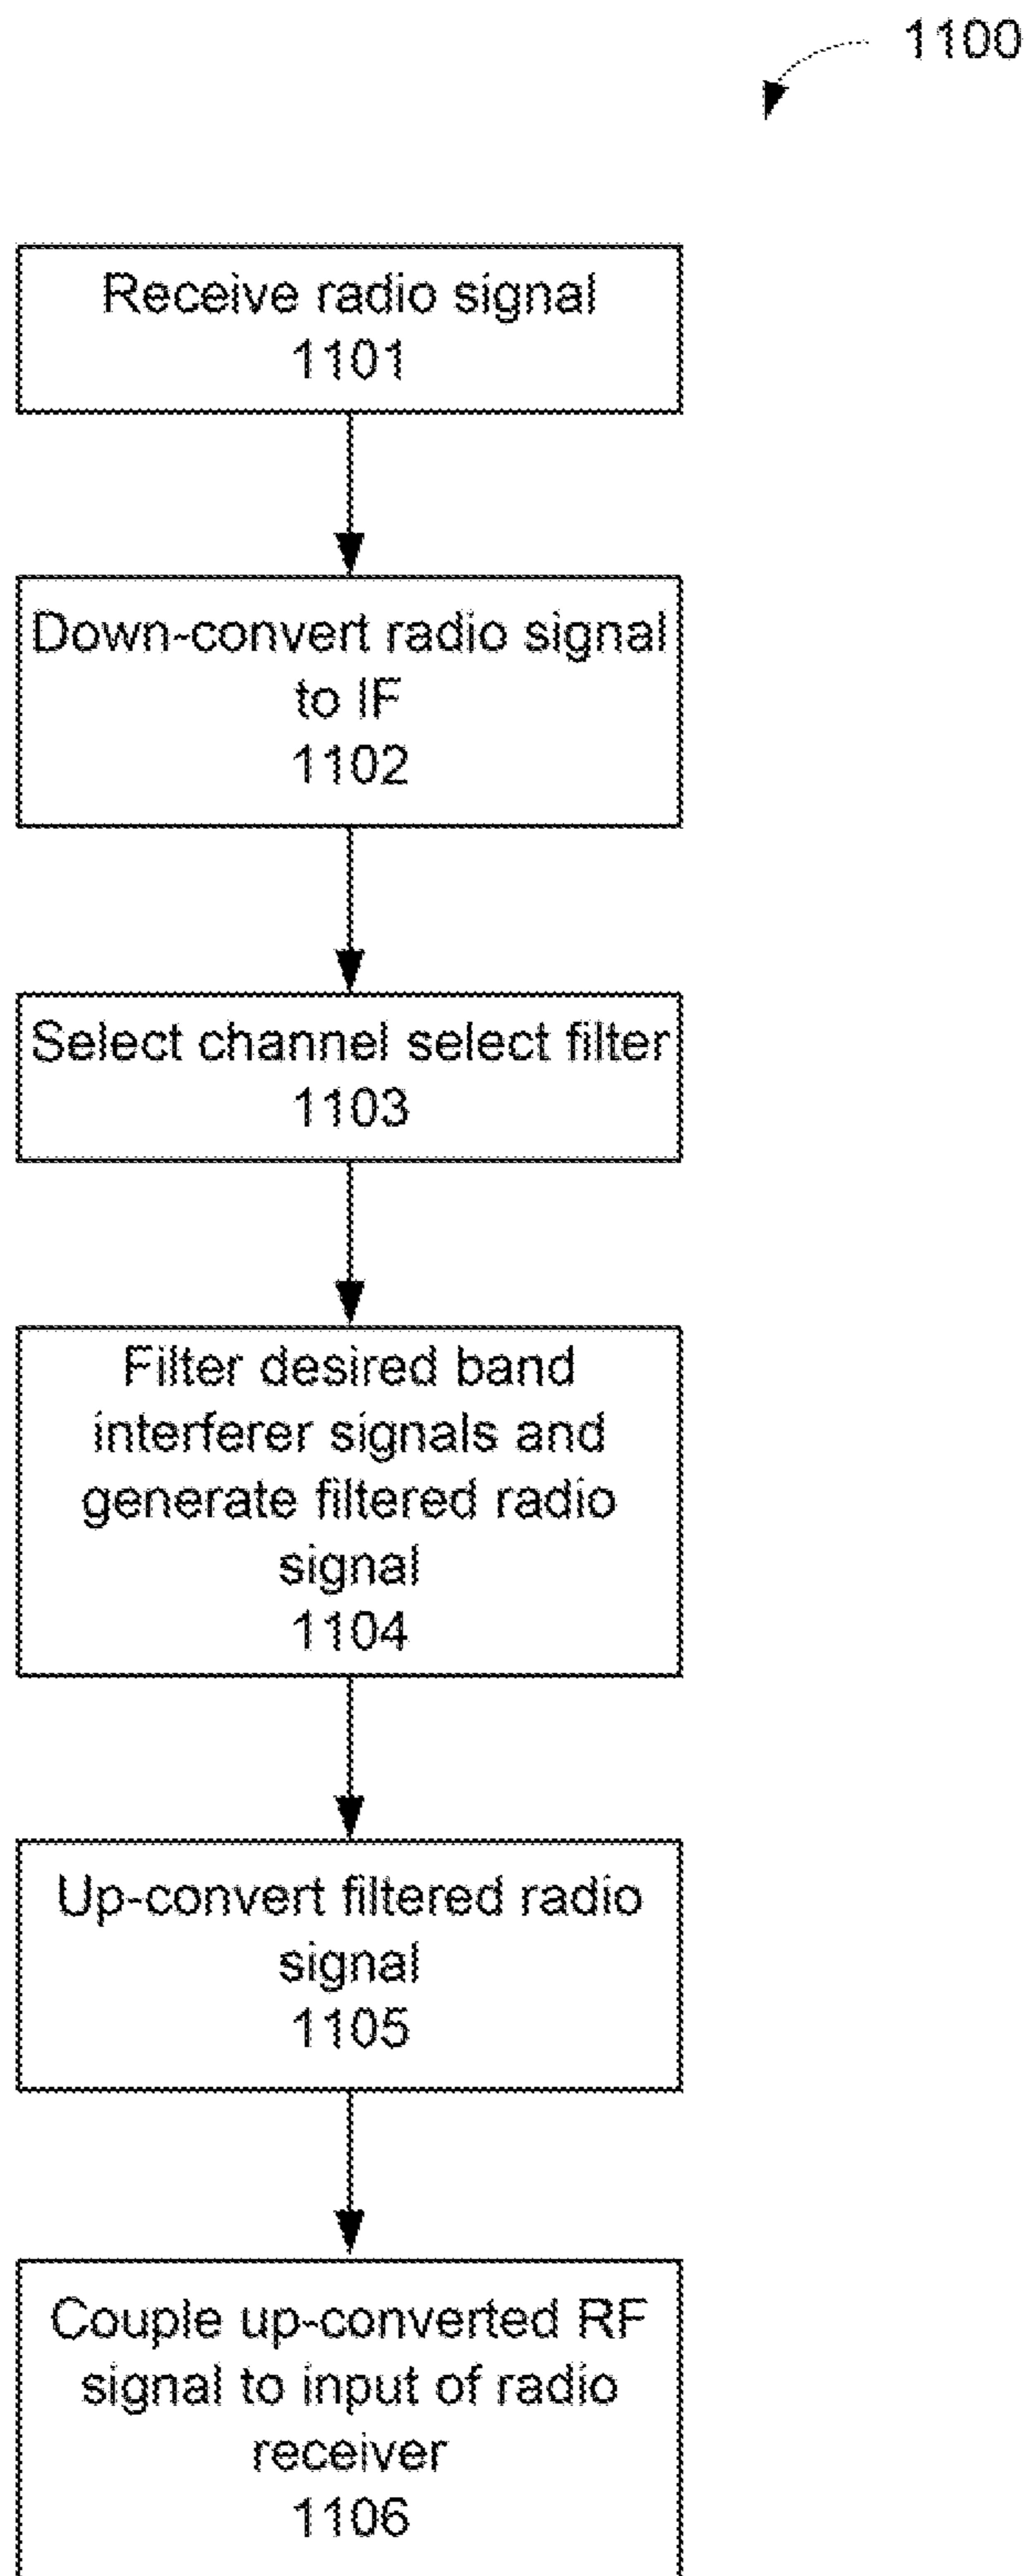 1100
Receive radio signal
1101
Down-convert radio signal
to IF
1102
Select channel select filter
1103
Filter desired band
interferer signals and
generate filtered radio
signal
1104
Up-convert filtered radio
signal
1105
Couple up-converted RF
signal to input of radio
receiver
1106